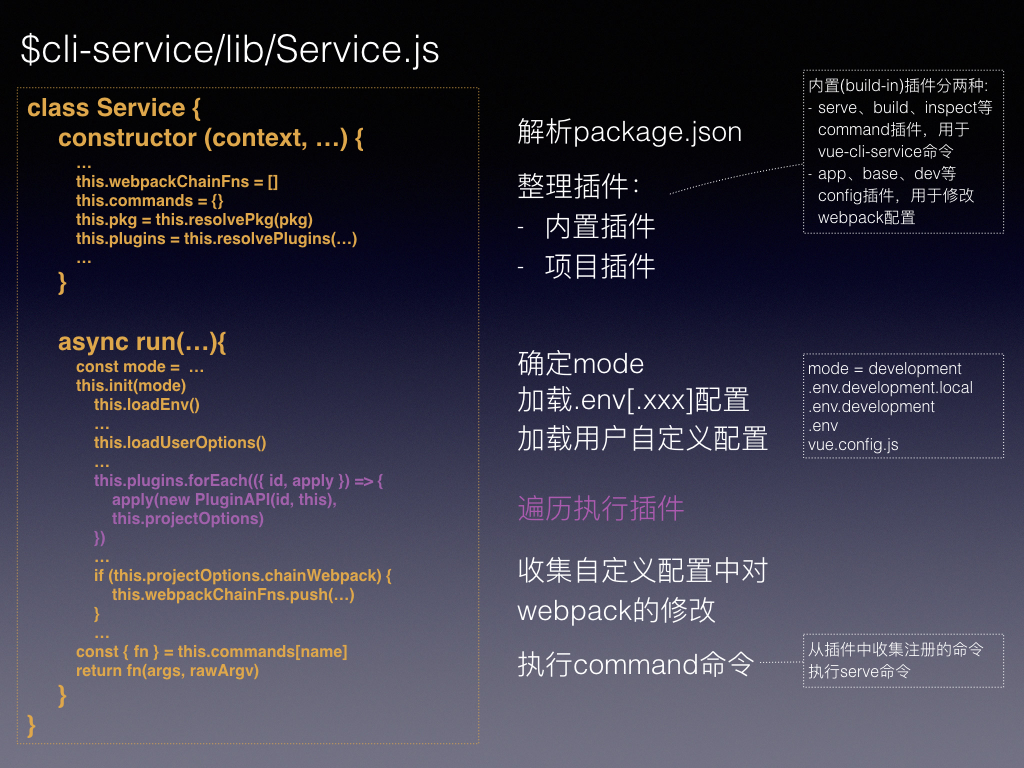 $cli-service/lib/Service.js
class Service {
constructor (context, …) {
…
this.webpackChainFns = []
this.commands = {}
this.pkg = this.resolvePkg(pkg)
this.plugins = this.resolvePlugins(…)
…
}
async run(…){
const mode = …
this.init(mode)
this.loadEnv()
…
this.loadUserOptions()
…
this.plugins.forEach(({ id, apply }) => {
apply(new PluginAPI(id, this),
this.projectOptions)
})
…
if (this.projectOptions.chainWebpack) {
this.webpackChainFns.push(…)
}
…
const { fn } = this.commands[name]
return fn(args, rawArgv)
}
}
解析package.json
整理插件：
- 内置插件
- 项目插件
内置(build-in)插件分两种:
- serve、build、inspect等
command插件，用于
vue-cli-service命令
- app、base、dev等
config插件，用于修改
webpack配置
确定mode
加载.env[.xxx]配置
加载用户自定义配置
mode = development
.env.development.local
.env.development
.env
vue.config.js
遍历执行插件
收集自定义配置中对
webpack的修改
执行command命令
从插件中收集注册的命令
执行serve命令